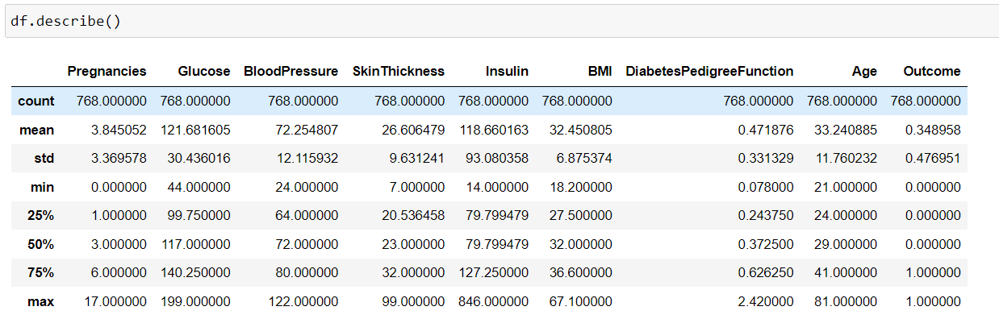 df.describe()
Pregnancies Glucose BloodPressure SkinThickness Insulin BMI DiabetesPedigreeFunction Age Outcome
count 768.000000 768.000000 768.000000 768.000000 768.000000 768.000000 768.000000 768.000000 768.000000
mean 3.845052 121.681605 72.254807 26.606479 118.660163 32.450805 0.471876 33.240885 0.348958
std 3.369578 30.436016 12.115932 9.631241 93.080358 6.875374 0.331329 11.760232 0.476951
min 0.000000 44.000000 24.000000 7.000000 14.000000 18.200000 0.078000 21.000000 0.000000
25% 1.000000 99.750000 64.000000 20.536458 79.799479 27.500000 0.243750 24.000000 0.000000
50% 3.000000 117.000000 72.000000 23.000000 79.799479 32.000000 0.372500 29.000000 0.000000
75% 6.000000 140.250000 80.000000 32.000000 127.250000 36.600000 0.626250 41.000000 1.000000
max 17.000000 199.000000 122.000000 99.000000 846.000000 67.100000 2.420000 81.000000 1.000000